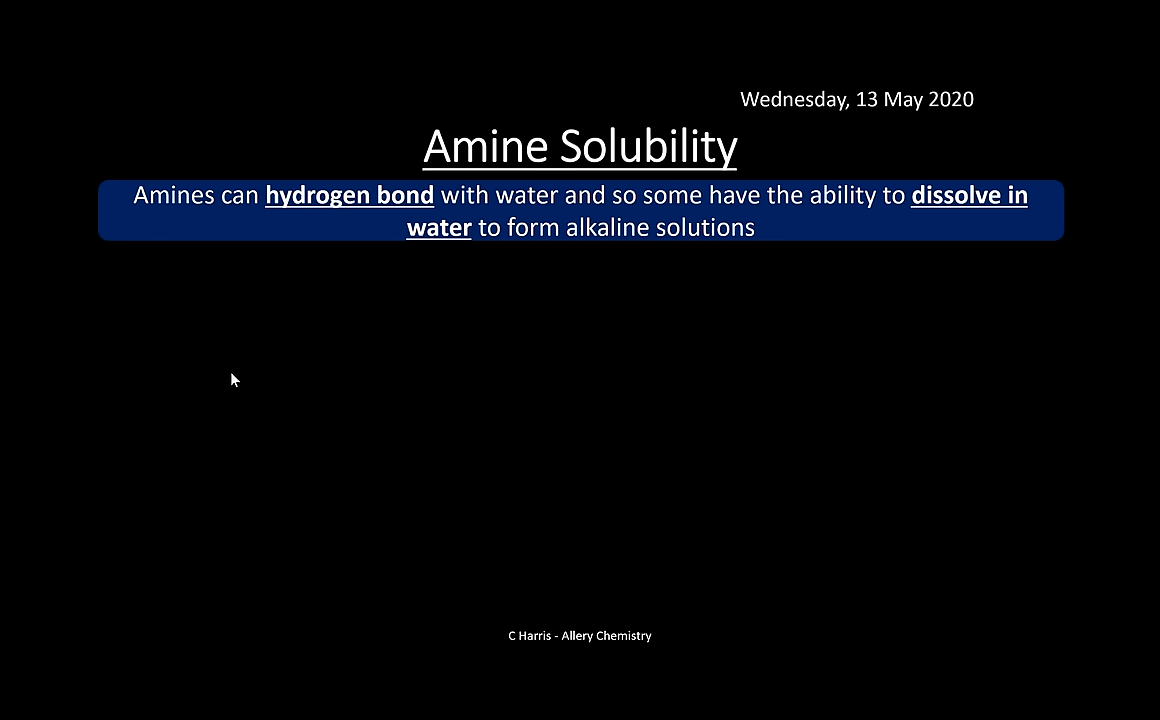 Wednesday, 13 May 2020
Amine Solubility
Amines can hydrogen bond with water and so some have the ability to dissolve in
water to form alkaline solutions
C Harris - Allery Chemistry